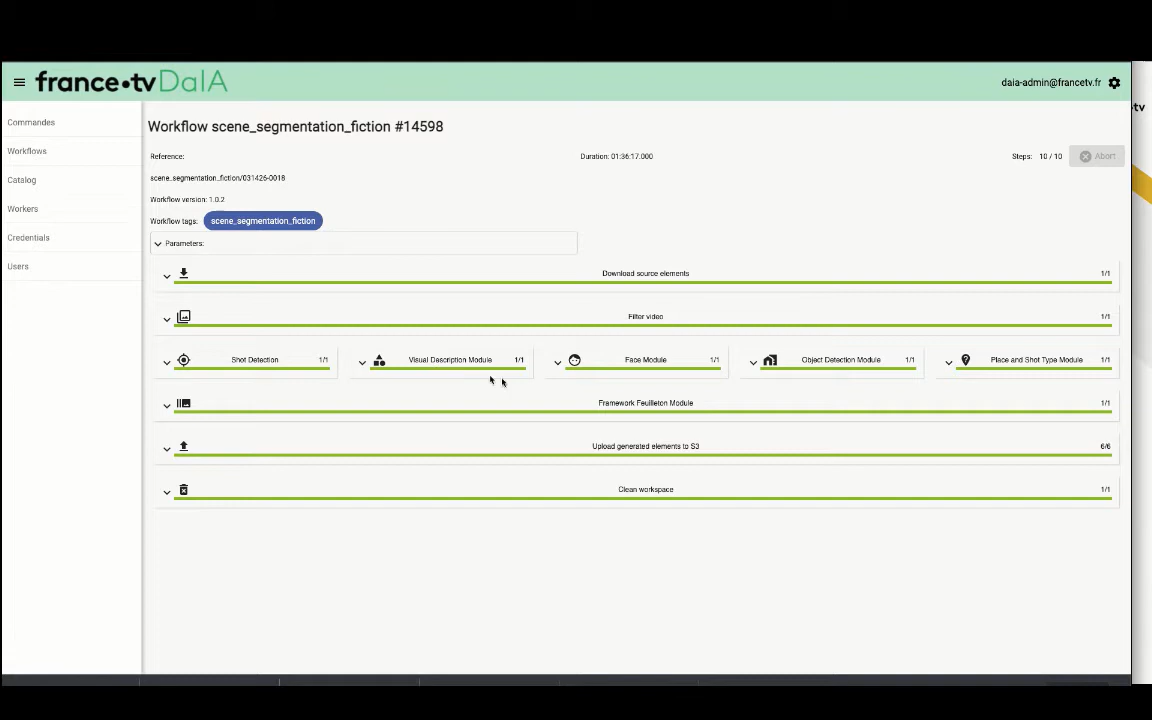 france•tv DaIA
daia-admin@francetv.fr
tv
Commandes
Workflows
Catalog
Workers
Credentials
Users
Workflow scene_segmentation_fiction #14598
Reference:
Duration: 01:36:17.000
Steps: 10 / 10
Abort
scene_segmentation_fiction/031426-0018
Workflow version: 1.0.2
Workflow tags: scene_segmentation_fiction
Parameters:
Download source elements 1/1
Filter video 1/1
Shot Detection 1/1
Visual Description Module 1/1
Face Module 1/1
Object Detection Module 1/1
Place and Shot Type Module 1/1
Framework Feuilleton Module 1/1
Upload generated elements to S3 6/6
Clean workspace 1/1